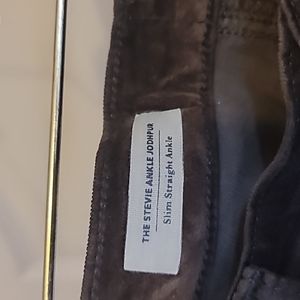 THE STEVIE ANKLE JODHPUR
Slim Straight Ankle